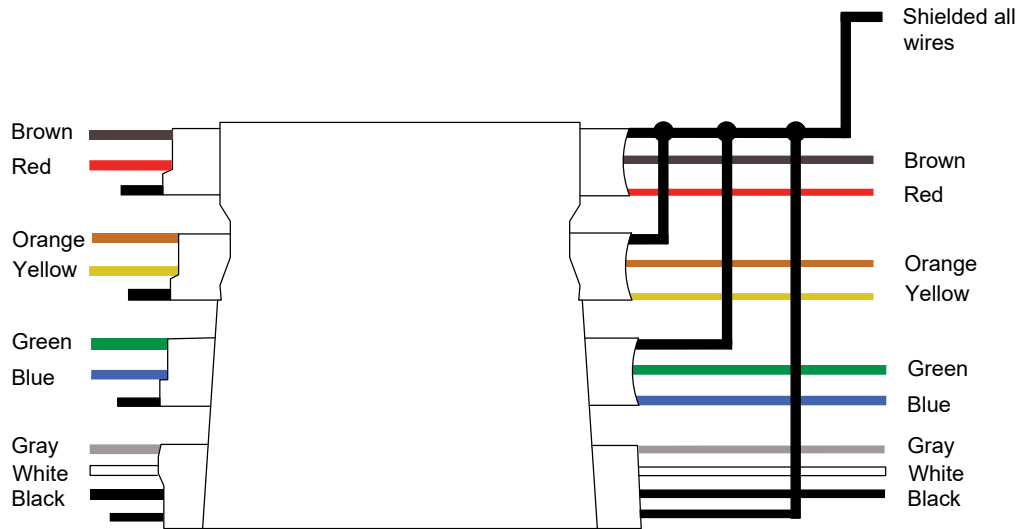 Shielded all
wires
Brown
Red
Orange
Yellow
Green
Blue
Gray
White
Black
Brown
Red
Orange
Yellow
Green
Blue
Gray
White
Black